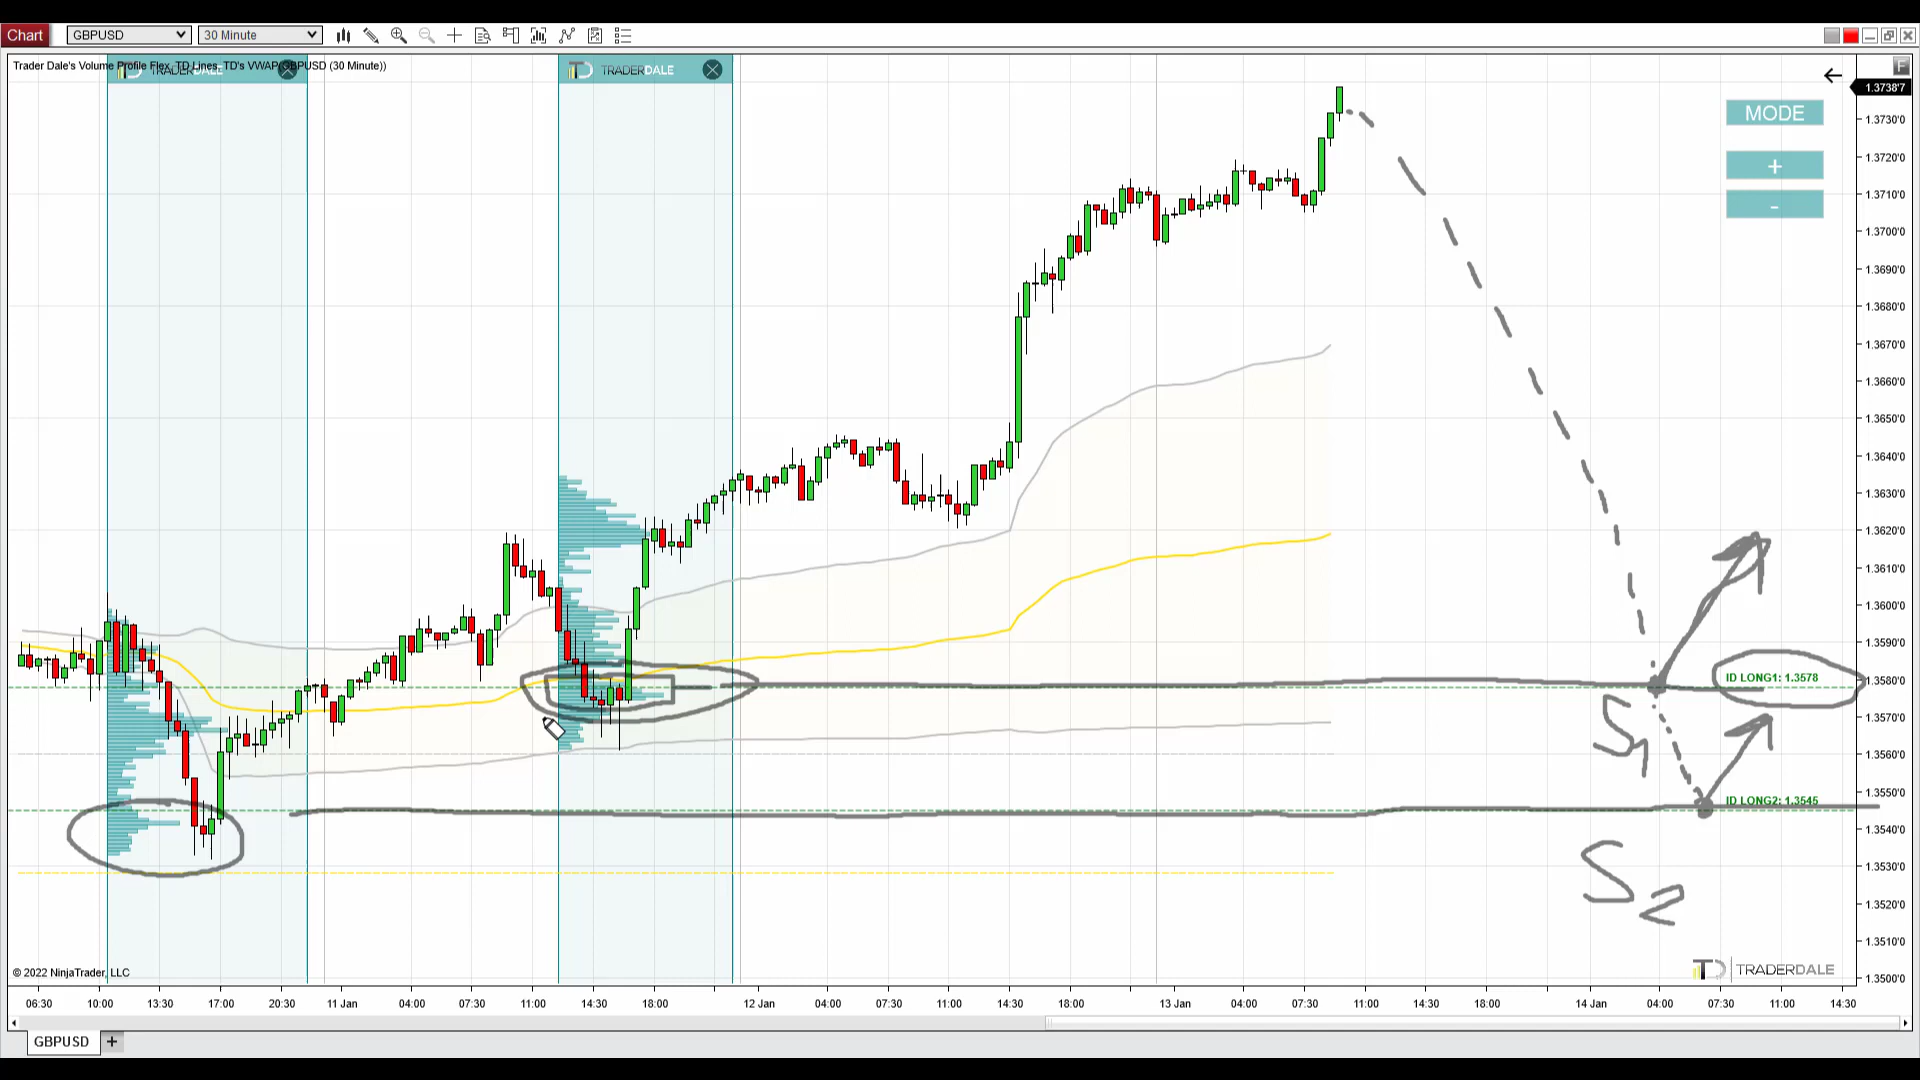 Chart GBPUSD 30 Minute
Trader Dale's Volume Profile Flex, TD Lines, TD's VWAP GBPUSD (30 Minute))
TRADERDALE
TRADERDALE
F
1.3738'7
MODE
+
-
1.3730'0
1.3720'0
1.3710'0
1.3700'0
1.3690'0
1.3680'0
1.3670'0
1.3660'0
1.3650'0
1.3640'0
1.3630'0
1.3620'0
1.3610'0
1.3600'0
1.3590'0
1.3580'0
1.3570'0
1.3560'0
1.3550'0
1.3540'0
1.3530'0
1.3520'0
1.3510'0
1.3500'0
ID LONG1: 1.3578
S1
ID LONG2: 1.3545
S2
© 2022 NinjaTrader, LLC
TD TRADERDALE
06:30 10:00 13:30 17:00 20:30 11 Jan 04:00 07:30 11:00 14:30 18:00 12 Jan 04:00 07:30 11:00 14:30 18:00 13 Jan 04:00 07:30 11:00 14:30 18:00 14 Jan 04:00 07:30 11:00 14:30
GBPUSD +